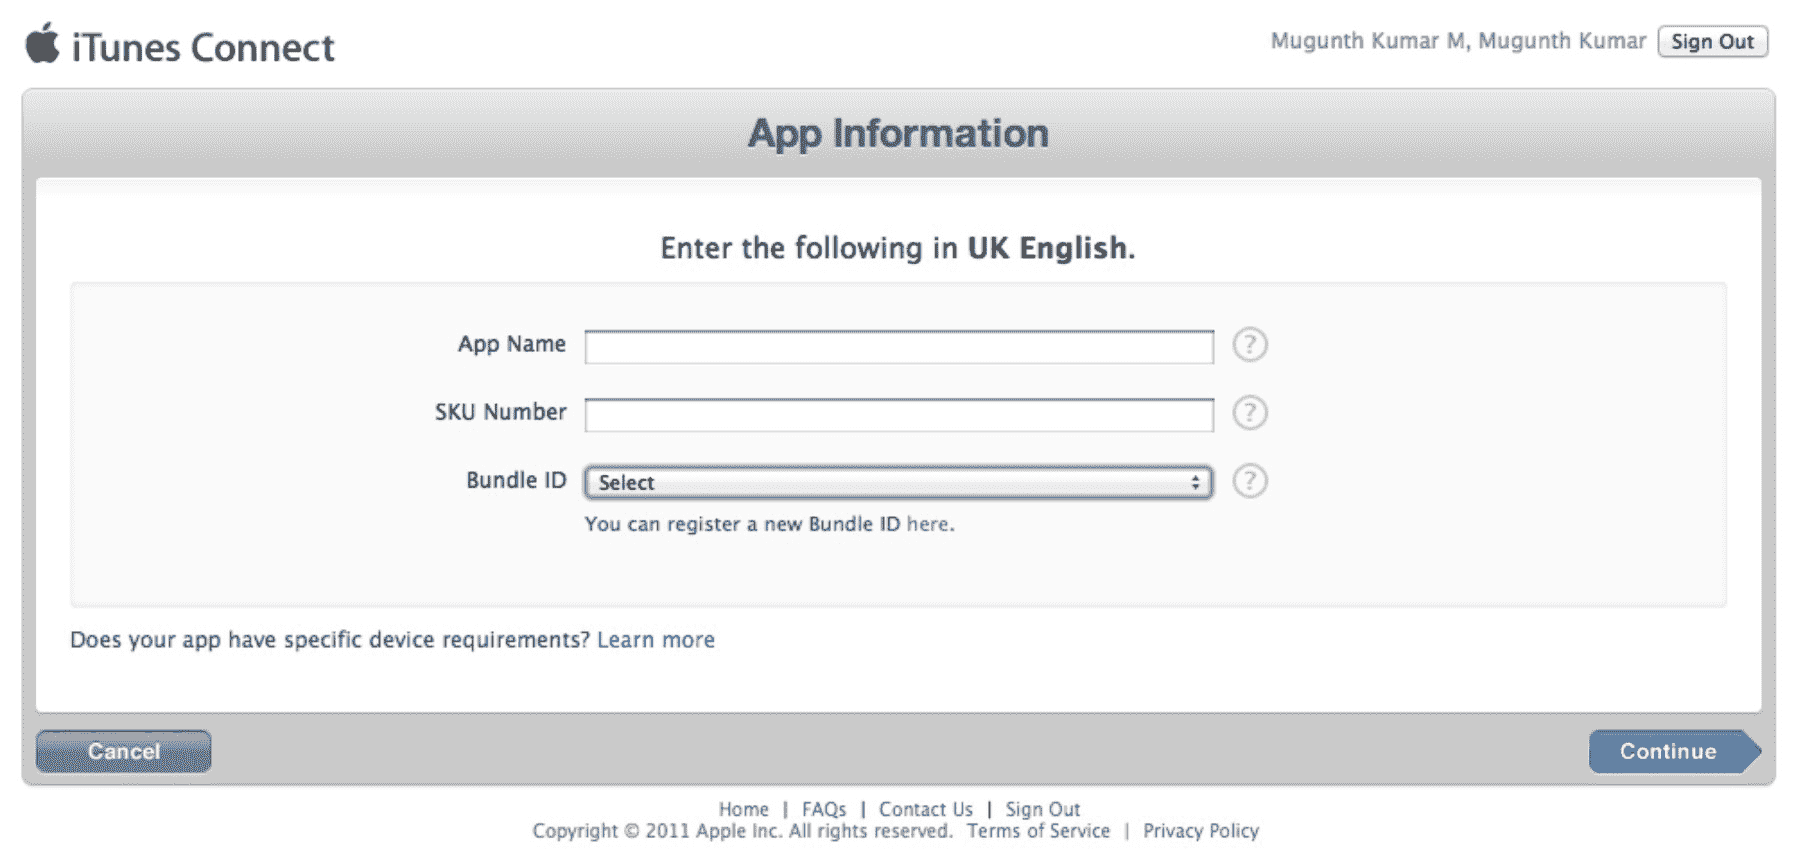 iTunes Connect
Mugunth Kumar M, Mugunth Kumar Sign Out
App Information
Enter the following in UK English.
App Name ?
SKU Number ?
Bundle ID Select ?
You can register a new Bundle ID here.
Does your app have specific device requirements? Learn more
Cancel Continue
Home | FAQs | Contact Us | Sign Out
Copyright © 2011 Apple Inc. All rights reserved. Terms of Service | Privacy Policy